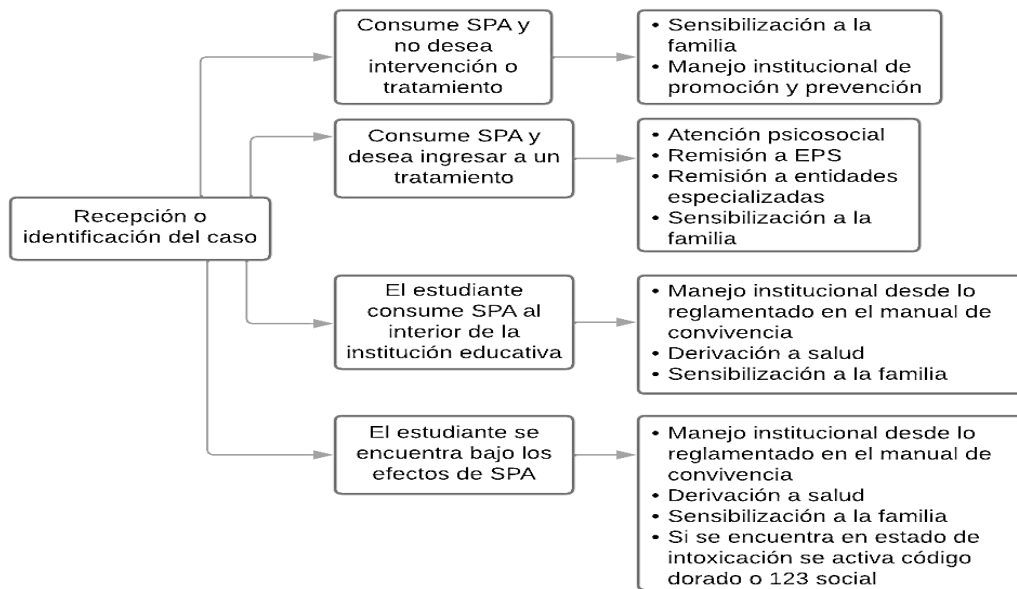 Recepción o
identificación del caso
Consume SPA y
no desea
intervención o
tratamiento
• Sensibilización a la
familia
• Manejo institucional de
promoción y prevención
Consume SPA y
desea ingresar a un
tratamiento
• Atención psicosocial
• Remisión a EPS
• Remisión a entidades
especializadas
• Sensibilización a la
familia
El estudiante
consume SPA al
interior de la
institución educativa
• Manejo institucional desde lo
reglamentado en el manual de
convivencia
• Derivación a salud
• Sensibilización a la familia
El estudiante se
encuentra bajo los
efectos de SPA
• Manejo institucional desde lo
reglamentado en el manual de
convivencia
• Derivación a salud
• Sensibilización a la familia
• Si se encuentra en estado de
intoxicación se activa código
dorado o 123 social